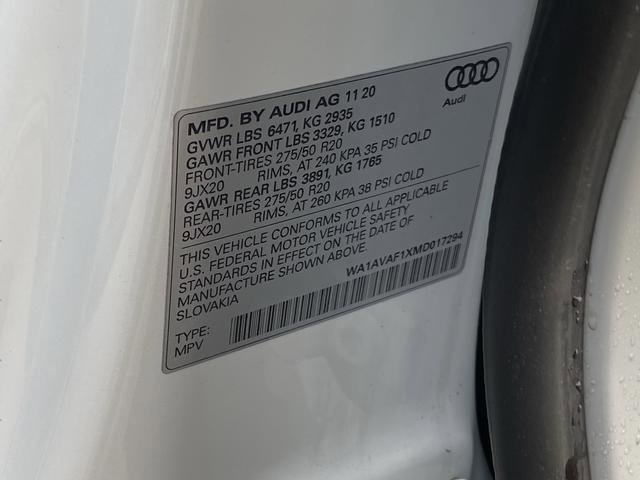 MFD. BY AUDI AG 11 20
GVWR LBS 6471, KG 2935
GAWR FRONT LBS 3329, KG 1510
FRONT-TIRES 275/50 R20
9JX20 RIMS, AT 240 KPA 35 PSI COLD
GAWR REAR LBS 3891, KG 1765
REAR-TIRES 275/50 R20
9JX20 RIMS, AT 260 KPA 38 PSI COLD
THIS VEHICLE CONFORMS TO ALL APPLICABLE
U.S. FEDERAL MOTOR VEHICLE SAFETY
STANDARDS IN EFFECT ON THE DATE OF
MANUFACTURE SHOWN ABOVE.
SLOVAKIA
WA1AVAF1XMD017294
TYPE:
MPV
Audi